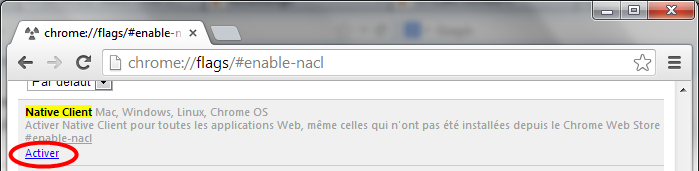 chrome://flags/#enable-n
chrome://flags/#enable-nacl
Par défaut
Native Client Mac, Windows, Linux, Chrome OS
Activer Native Client pour toutes les applications Web, même celles qui n'ont pas été installées depuis le Chrome Web Store
#enable-nacl
Activer